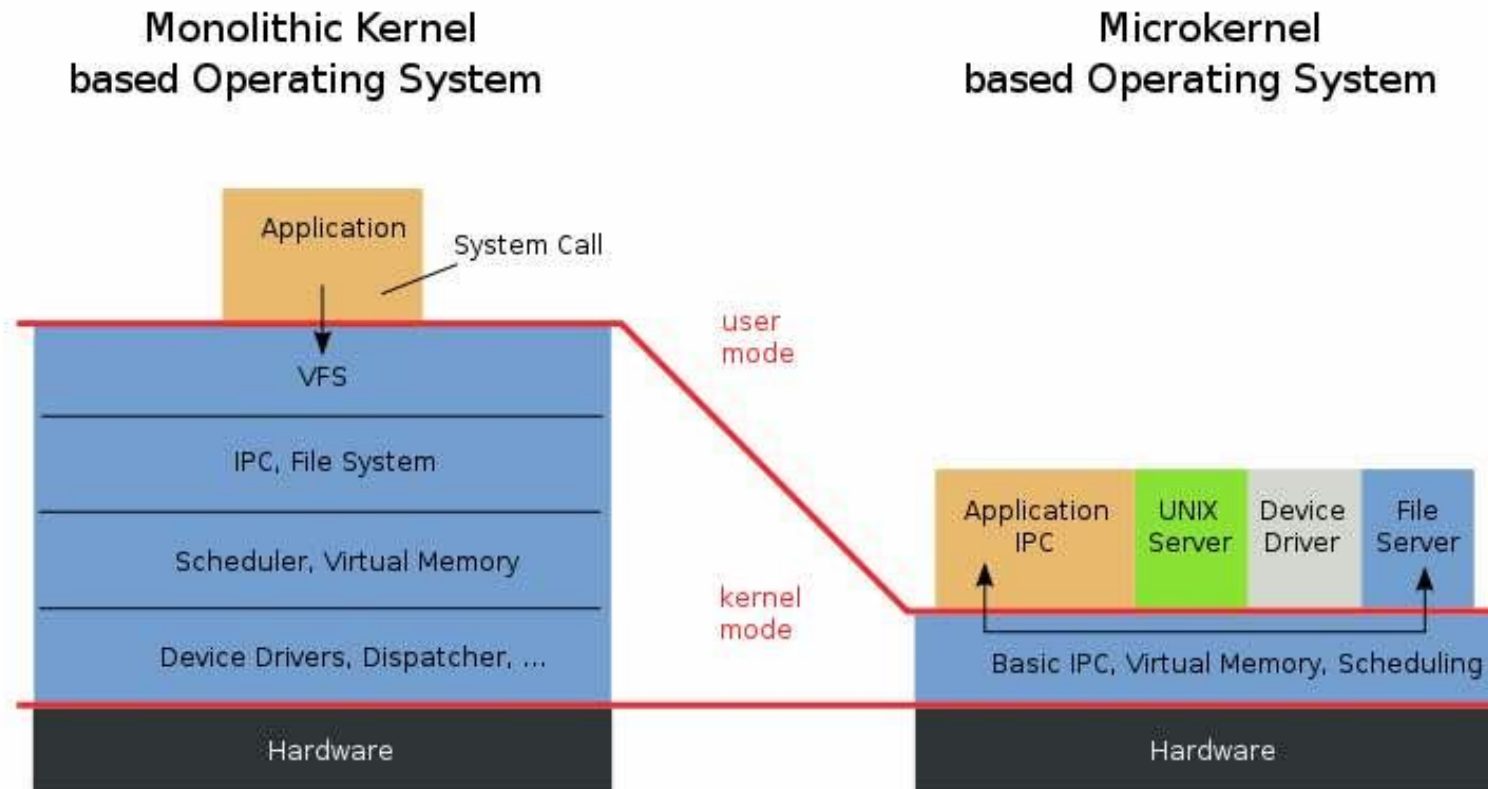 Monolithic Kernel
based Operating System
Microkernel
based Operating System
Application
System Call
user
mode
VFS
IPC, File System
Scheduler, Virtual Memory
kernel
mode
Device Drivers, Dispatcher, ...
Hardware
Application
IPC
UNIX
Server
Device
Driver
File
Server
Basic IPC, Virtual Memory, Scheduling
Hardware